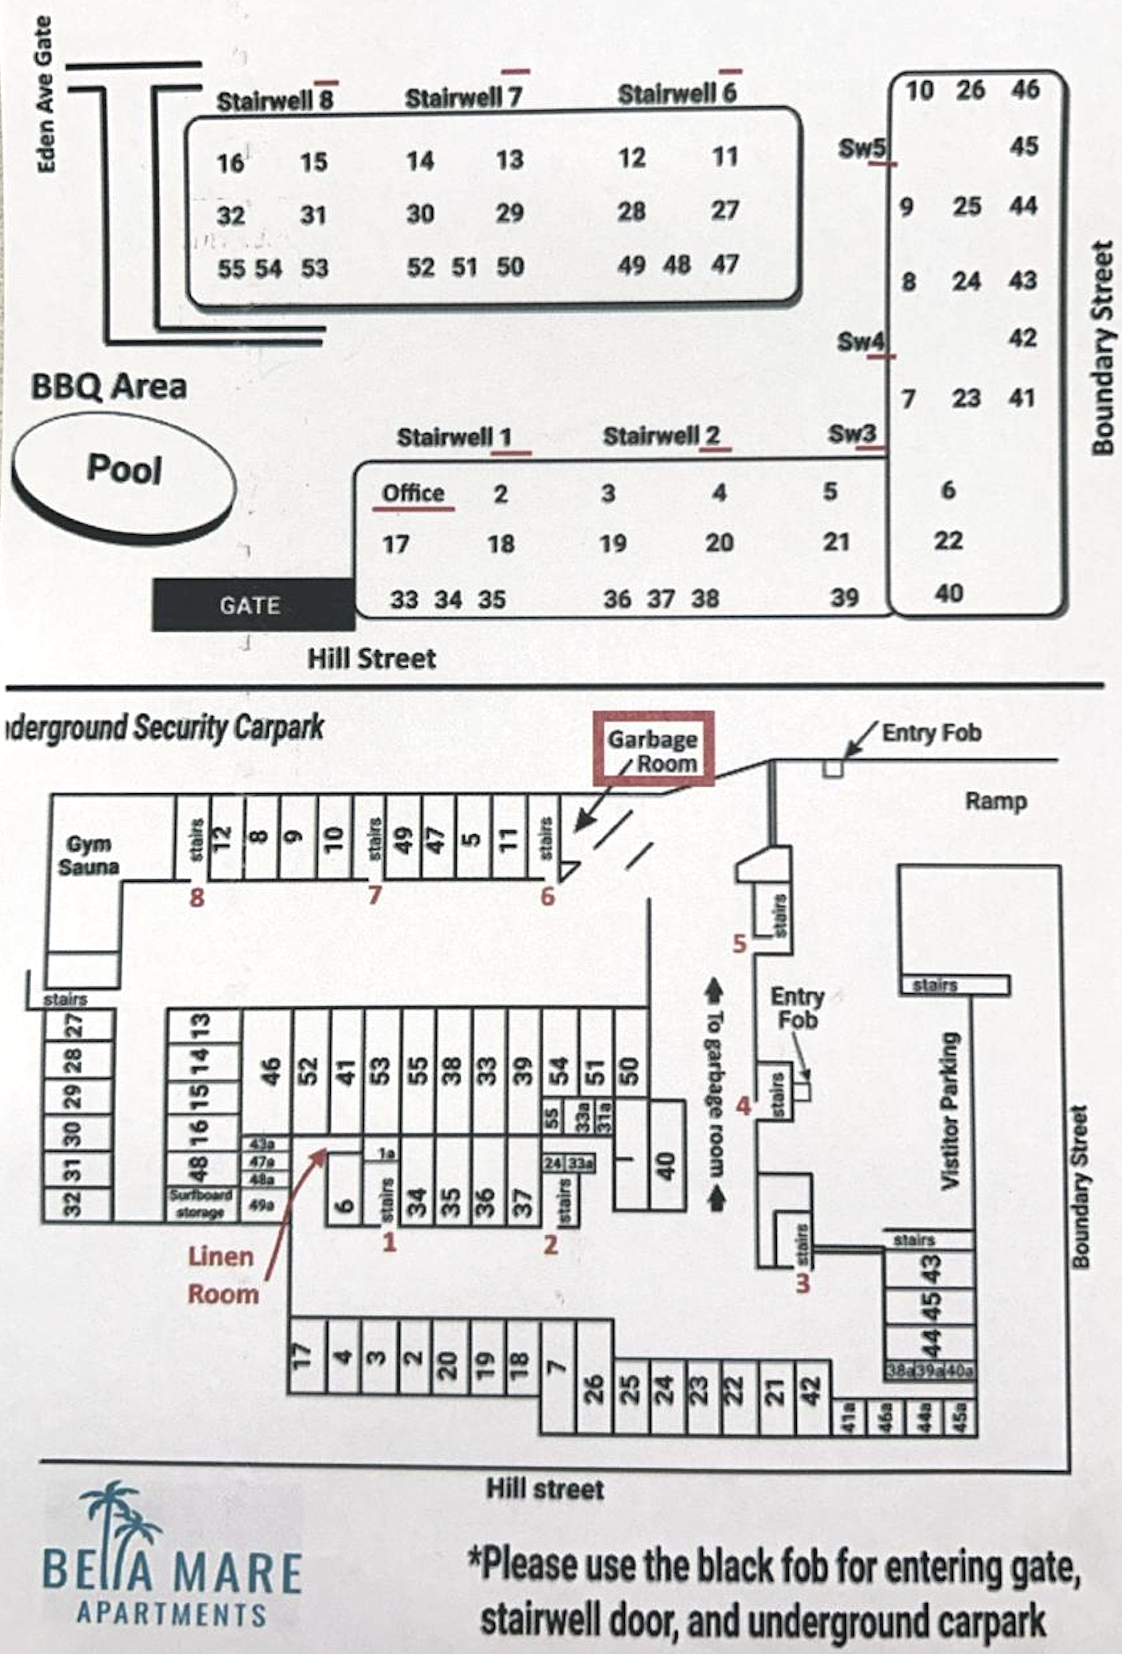 Eden Ave Gate
Stairwell 8 Stairwell 7 Stairwell 6
16 15 14 13 12 11
32 31 30 29 28 27
55 54 53 52 51 50 49 48 47
10 26 46
Sw5 45
9 25 44
8 24 43
Sw4 42
7 23 41
Boundary Street
BBQ Area
Pool
Stairwell 1 Stairwell 2 Sw3
Office 2 3 4 5 6
17 18 19 20 21 22
33 34 35 36 37 38 39 40
GATE
Hill Street
nderground Security Carpark
Garbage
Room
Entry Fob
Ramp
Gym
Sauna
stairs 12 8 9 10 stairs 49 47 5 11 stairs
8 7 6
stairs
5
stairs
stairs
27
28
29
30
31
32
13
14
15
16
48
Surfboard
storage
46 52 41 53 55 38 33 39 54 51 50
55 33a 31a
43a
47a
48a
49a
1a
24 33a
6 stairs 34 35 36 37 stairs
1 2
40
To garbage room
Entry
Fob
stairs
4
stairs
3
Vistitor Parking
Boundary Street
stairs
43
45
44
38a 39a 40a
Linen
Room
17 4 3 2 20 19 18 7 26 25 24 23 22 21 42 41a 46a 44a 45a
Hill street
BELLA MARE
APARTMENTS
*Please use the black fob for entering gate,
stairwell door, and underground carpark